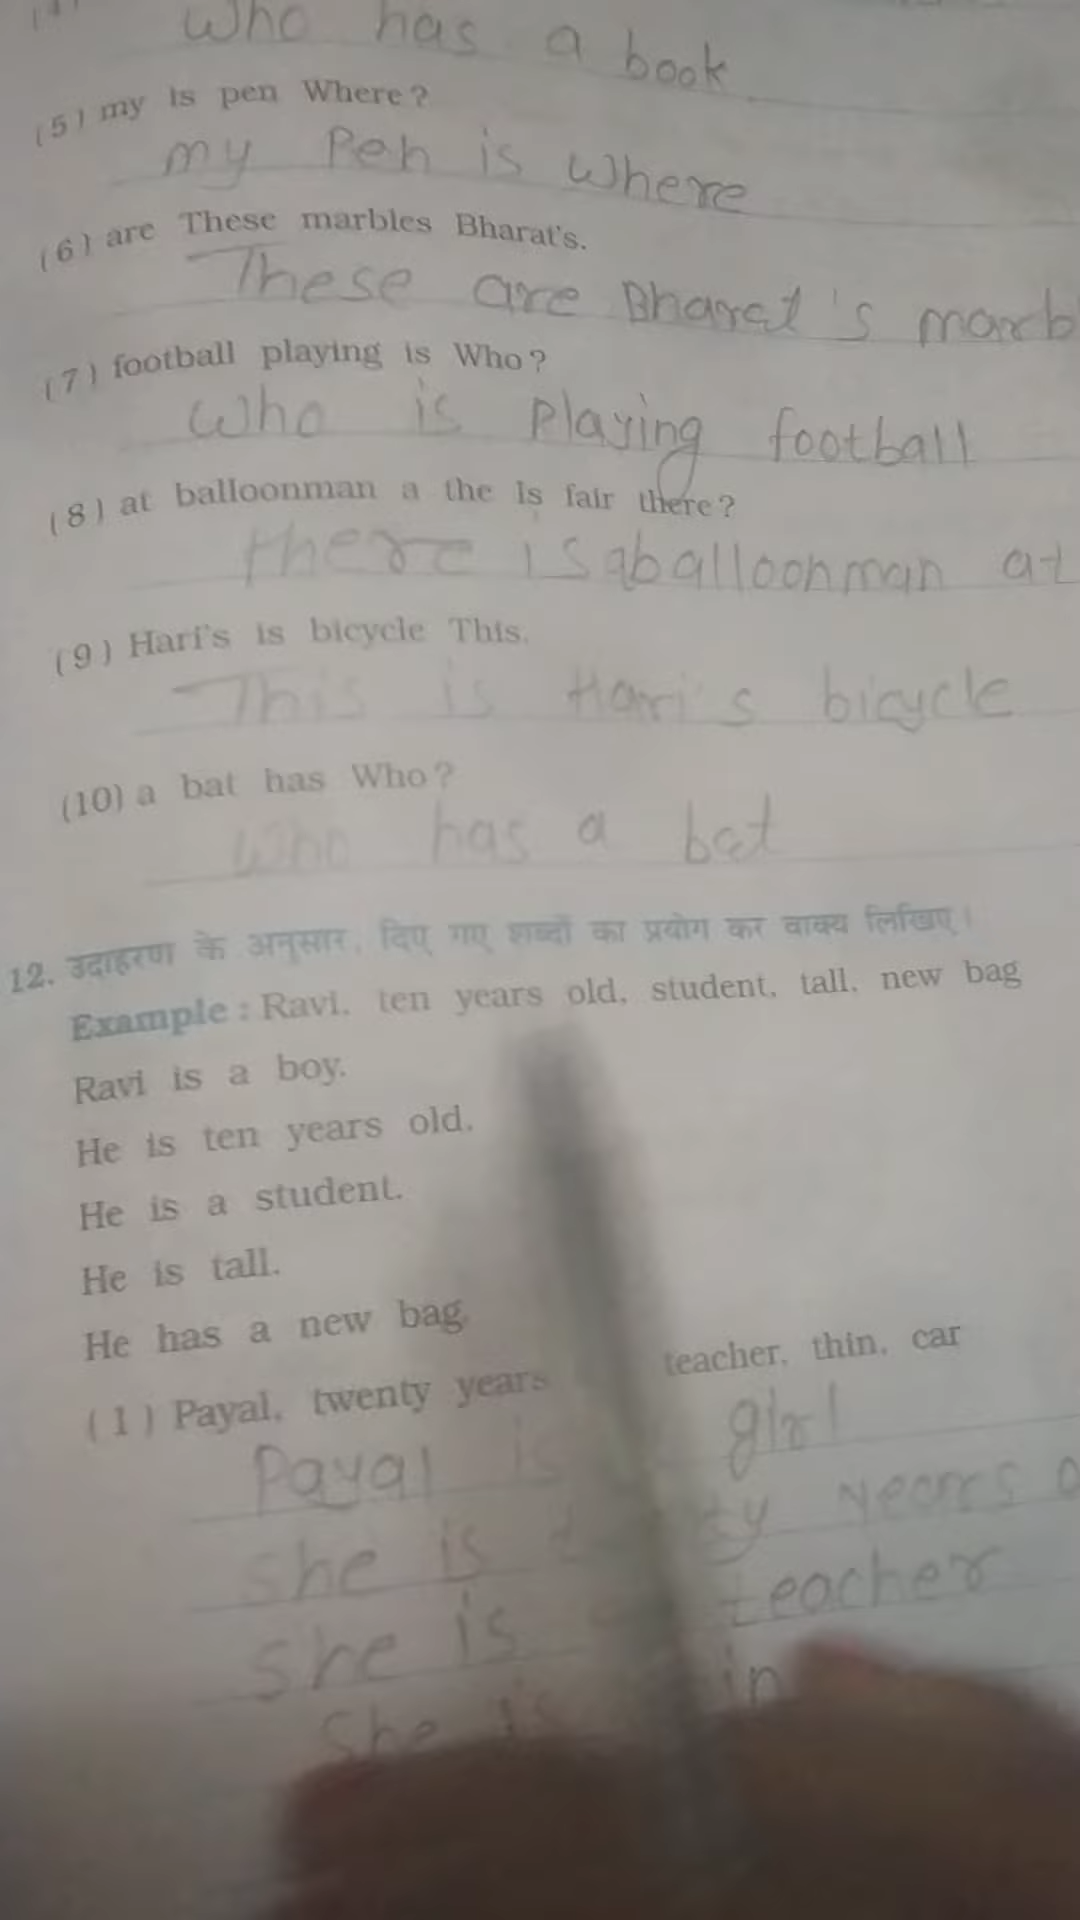 Who has a book
(5) my is pen Where?
my Pen is where
(6) are These marbles Bharat's.
These are Bharat's marb
(7) football playing is Who?
Who is Playing football
(8) at balloonman a the Is fair there?
there is aballoonman at
(9) Hari's is bicycle This.
This is Hari's bicycle
(10) a bat has Who?
Who has a bat
12. उदाहरण के अनुसार, दिए गए शब्दों का प्रयोग कर वाक्य लिखिए।
Example : Ravi, ten years old, student, tall, new bag
Ravi is a boy.
He is ten years old.
He is a student.
He is tall.
He has a new bag
(1) Payal, twenty years teacher, thin, car
Payal is girl
she is years
she is teacher
She is